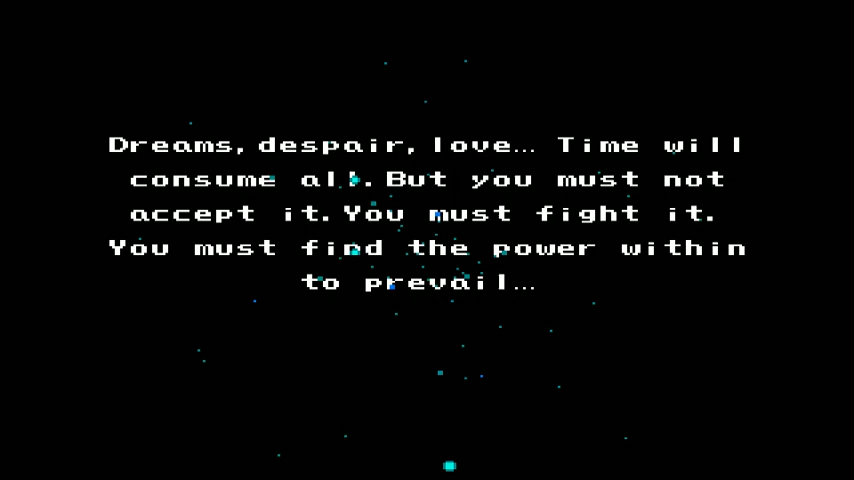 Dreams, despair, love… Time will
consume all. But you must not
accept it. You must fight it.
You must find the power within
to prevail…